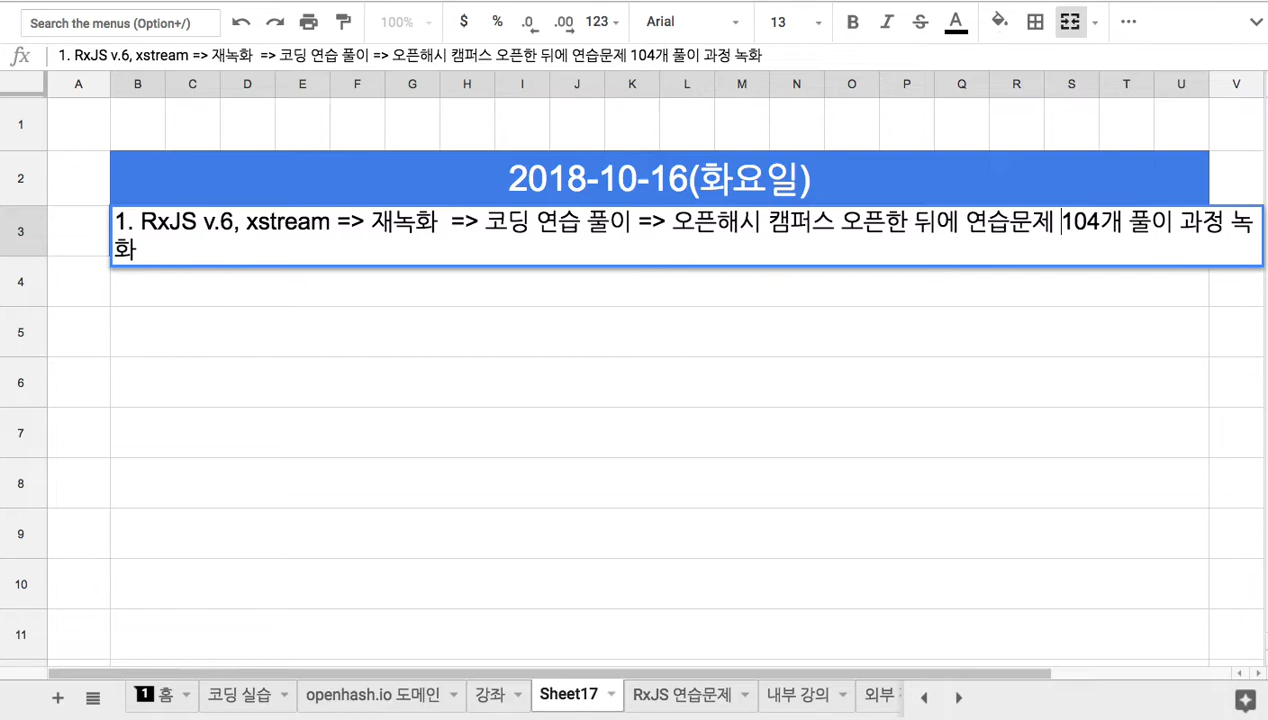 Search the menus (Option+/)
100%
$ % .0 .00 123
Arial
13
B I S A
fx
1. RxJS v.6, xstream => 재녹화  => 코딩 연습 풀이 => 오픈해시 캠퍼스 오픈한 뒤에 연습문제 104개 풀이 과정 녹화
A B C D E F G H I J K L M N O P Q R S T U V
1
2
2018-10-16(화요일)
3
1. RxJS v.6, xstream => 재녹화  => 코딩 연습 풀이 => 오픈해시 캠퍼스 오픈한 뒤에 연습문제 104개 풀이 과정 녹
화
4
5
6
7
8
9
10
11
1 홈
코딩 실습
openhash.io 도메인
강좌
Sheet17
RxJS 연습문제
내부 강의
외부